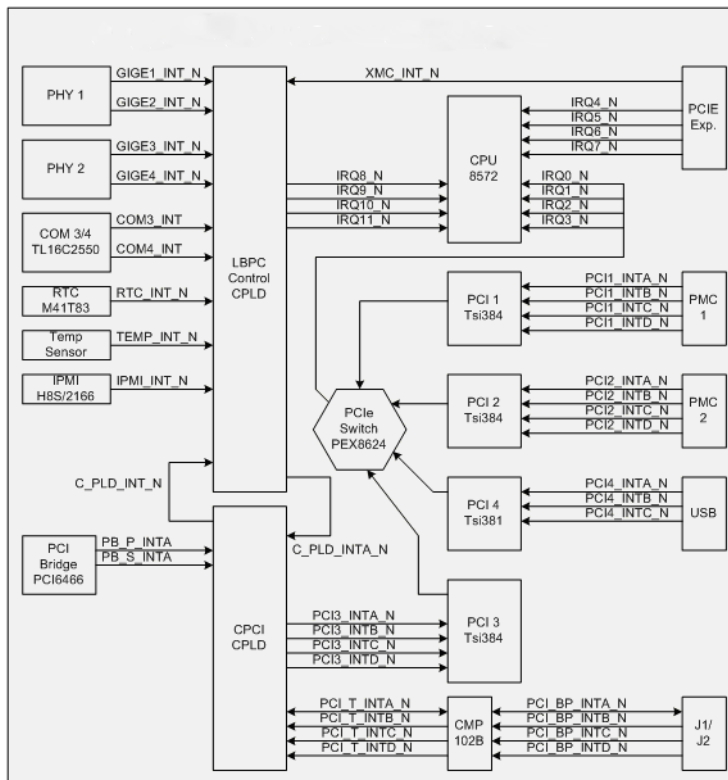 GIGE1_INT_N
PHY 1
GIGE2_INT_N
GIGE3_INT_N
PHY 2
GIGE4_INT_N
COM3_INT
COM 3/4
TL16C2550
COM4_INT
RTC
M41T83
RTC_INT_N
Temp
Sensor
TEMP_INT_N
IPMI
H8S/2166
IPMI_INT_N
LBPC
Control
CPLD
XMC_INT_N
PCIE
Exp.
IRQ4_N
IRQ5_N
IRQ6_N
IRQ7_N
CPU
8572
IRQ8_N
IRQ9_N
IRQ10_N
IRQ11_N
IRQ0_N
IRQ1_N
IRQ2_N
IRQ3_N
PCI 1
Tsi384
PCI1_INTA_N
PCI1_INTB_N
PCI1_INTC_N
PCI1_INTD_N
PMC
1
PCI 2
Tsi384
PCI2_INTA_N
PCI2_INTB_N
PCI2_INTC_N
PCI2_INTD_N
PMC
2
PCIe
Switch
PEX8624
PCI 4
Tsi381
PCI4_INTA_N
PCI4_INTB_N
PCI4_INTC_N
USB
C_PLD_INT_N
C_PLD_INTA_N
PCI
Bridge
PCI6466
PB_P_INTA
PB_S_INTA
CPCI
CPLD
PCI3_INTA_N
PCI3_INTB_N
PCI3_INTC_N
PCI3_INTD_N
PCI 3
Tsi384
PCI_T_INTA_N
PCI_T_INTB_N
PCI_T_INTC_N
PCI_T_INTD_N
CMP
102B
PCI_BP_INTA_N
PCI_BP_INTB_N
PCI_BP_INTC_N
PCI_BP_INTD_N
J1/
J2